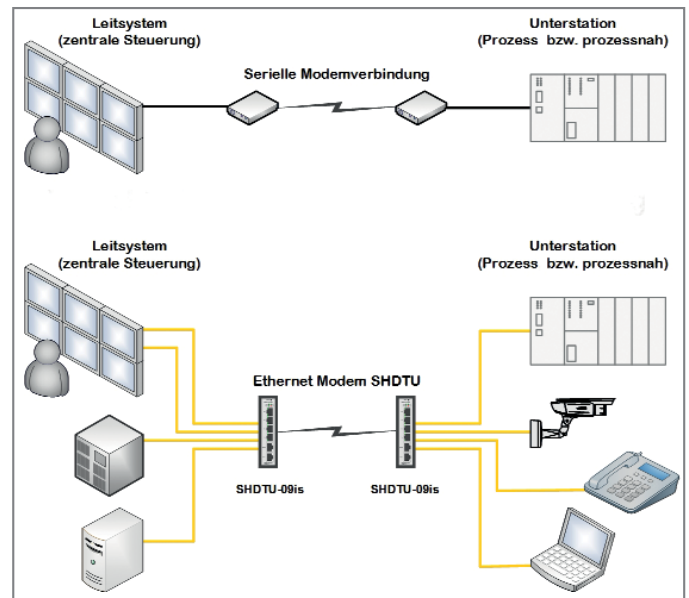 Leitsystem
(zentrale Steuerung)
Unterstation
(Prozess bzw. prozessnah)
Serielle Modemverbindung
Leitsystem
(zentrale Steuerung)
Unterstation
(Prozess bzw. prozessnah)
Ethernet Modem SHDTU
SHDTU-09is
SHDTU-09is